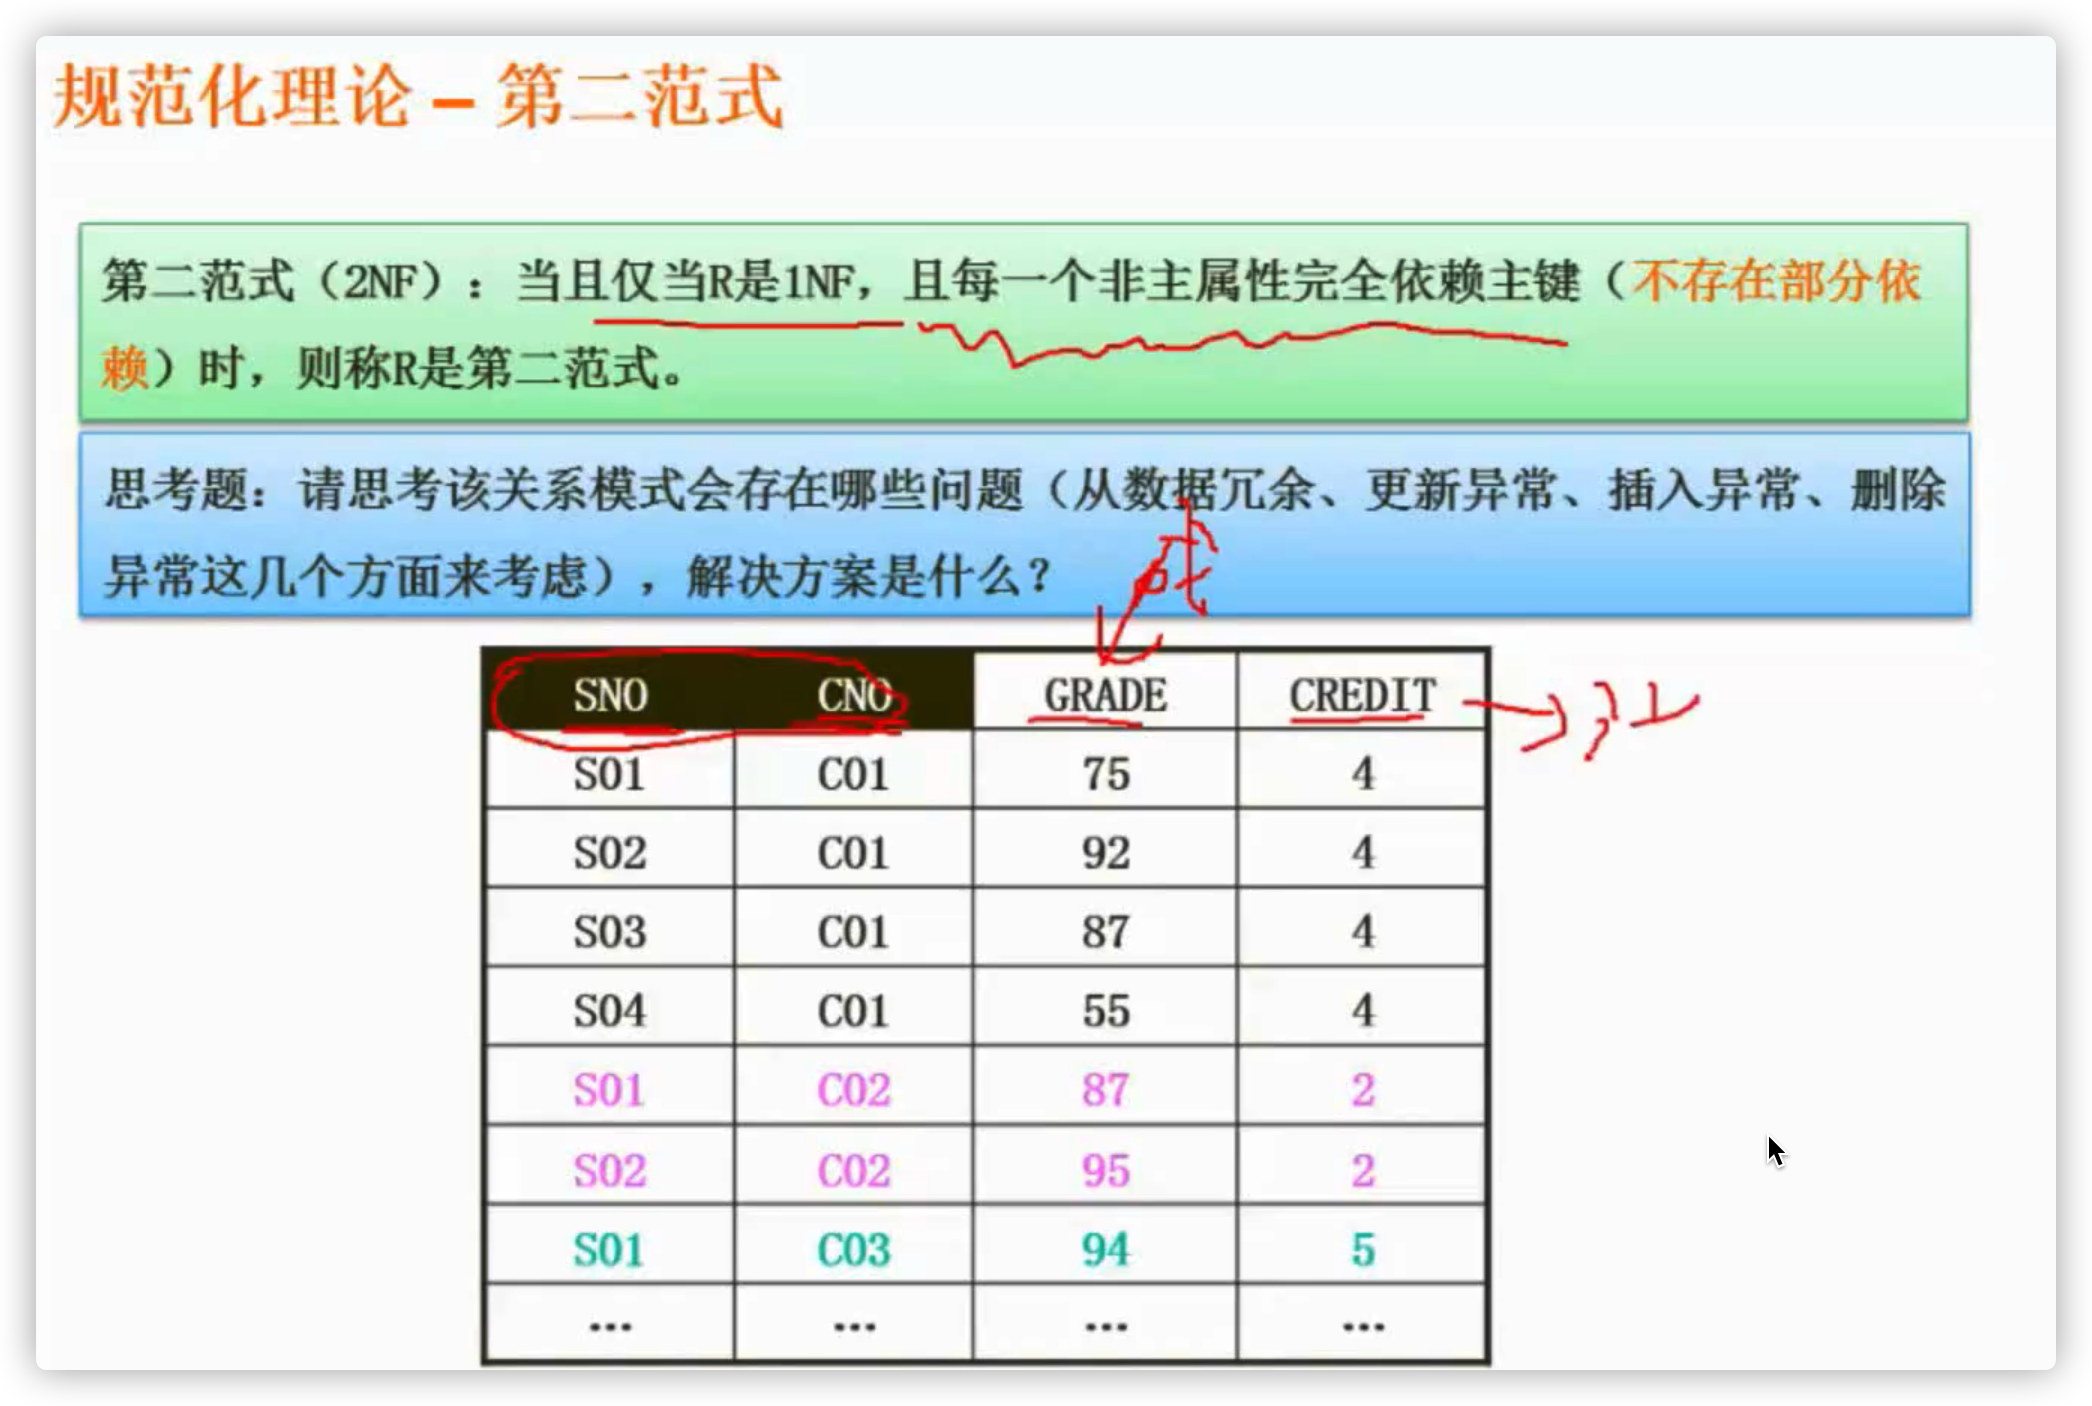 规范化理论 – 第二范式
第二范式（2NF）：当且仅当R是1NF，且每一个非主属性完全依赖主键（不存在部分依
赖）时，则称R是第二范式。
思考题：请思考该关系模式会存在哪些问题（从数据冗余、更新异常、插入异常、删除
异常这几个方面来考虑），解决方案是什么？
SNO CNO GRADE CREDIT
S01 C01 75 4
S02 C01 92 4
S03 C01 87 4
S04 C01 55 4
S01 C02 87 2
S02 C02 95 2
S01 C03 94 5
… … … …